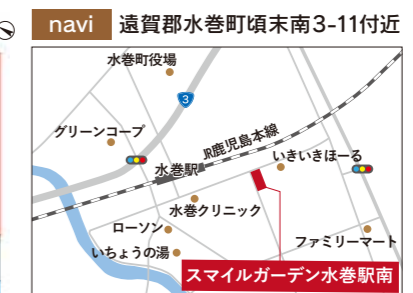 navi 遠賀郡水巻町頃末南3-11付近
水巻町役場
3
グリーンコープ
JR鹿児島本線
水巻駅
いきいきほーる
水巻クリニック
ローソン
ファミリーマート
いちょうの湯
スマイルガーデン水巻駅南